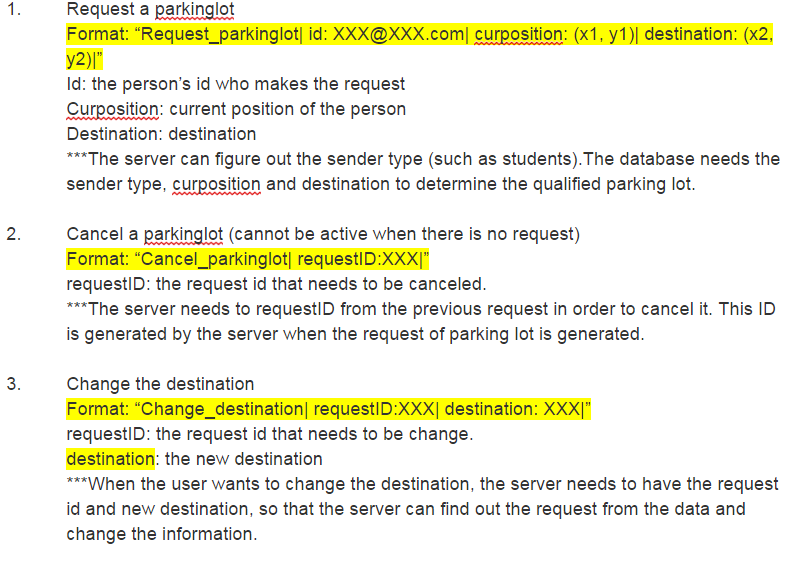 1. Request a parkinglot
Format: “Request_parkinglot| id: XXX@XXX.com| curposition: (x1, y1)| destination: (x2,
y2)|”
Id: the person’s id who makes the request
Curposition: current position of the person
Destination: destination
***The server can figure out the sender type (such as students).The database needs the
sender type, curposition and destination to determine the qualified parking lot.
2. Cancel a parkinglot (cannot be active when there is no request)
Format: “Cancel_parkinglot| requestID:XXX|”
requestID: the request id that needs to be canceled.
***The server needs to requestID from the previous request in order to cancel it. This ID
is generated by the server when the request of parking lot is generated.
3. Change the destination
Format: “Change_destination| requestID:XXX| destination: XXX|”
requestID: the request id that needs to be change.
destination: the new destination
***When the user wants to change the destination, the server needs to have the request
id and new destination, so that the server can find out the request from the data and
change the information.